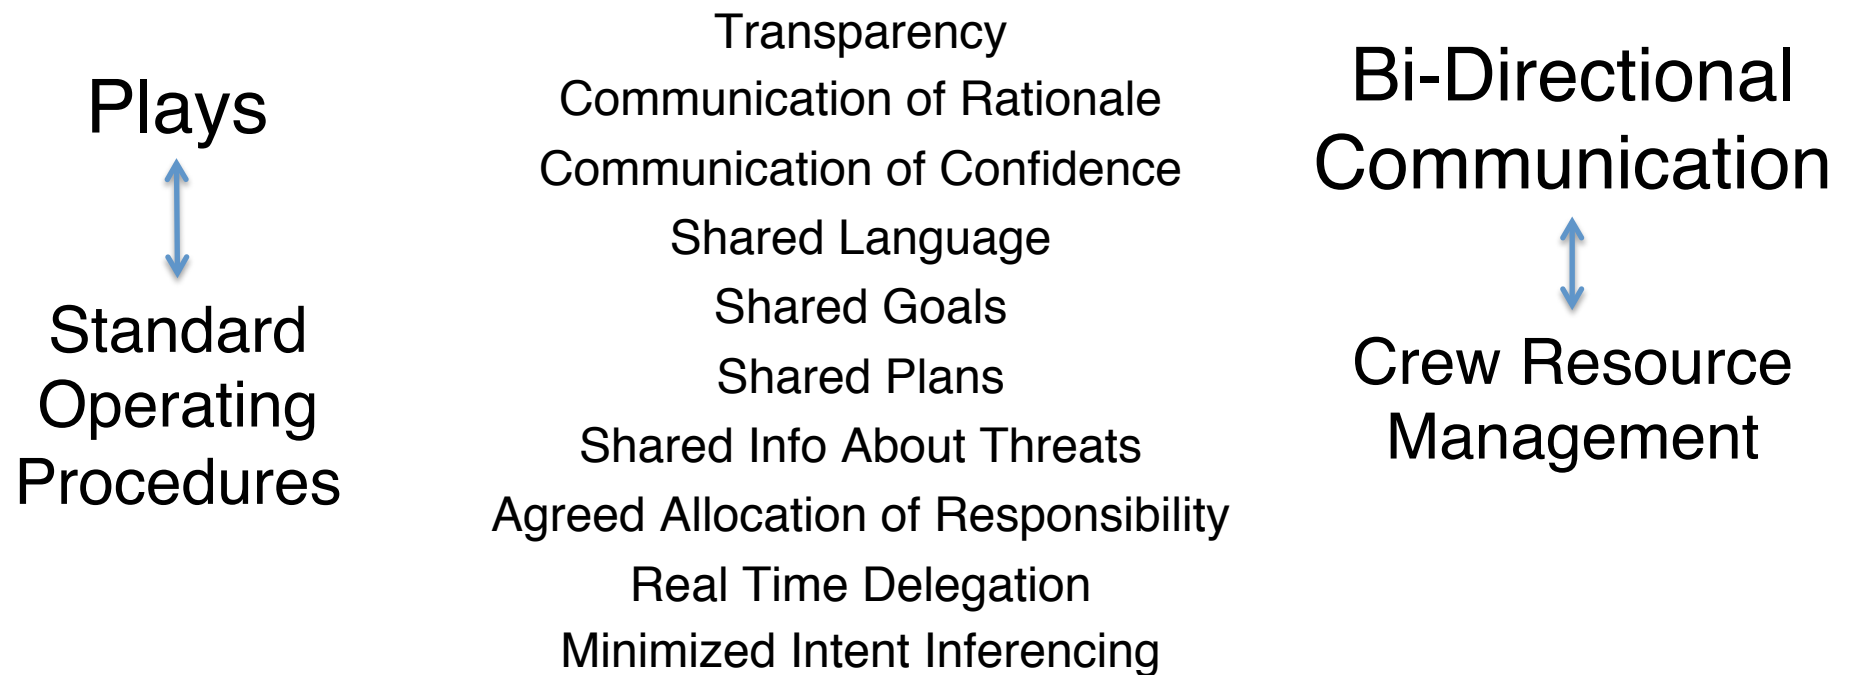 Plays
Standard
Operating
Procedures
Transparency
Communication of Rationale
Communication of Confidence
Shared Language
Shared Goals
Shared Plans
Shared Info About Threats
Agreed Allocation of Responsibility
Real Time Delegation
Minimized Intent Inferencing
Bi-Directional
Communication
Crew Resource
Management